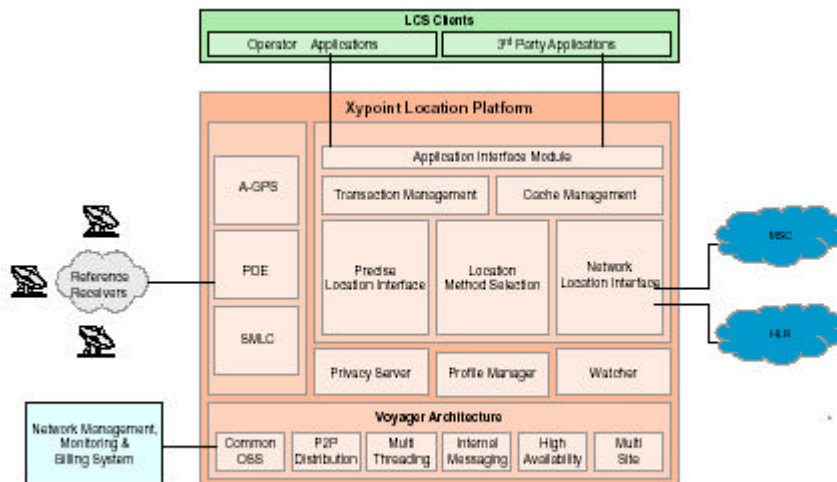 LCS Clients
Operator Applications
3rd Party Applications
Xypoint Location Platform
Application Interface Module
A-GPS
Transaction Management
Cache Management
PDE
Precise
Location Interface
Location
Method Selection
Network
Location Interface
MSC
Reference
Receivers
HLR
SMLC
Privacy Server
Profile Manager
Watcher
Voyager Architecture
Network Management,
Monitoring &
Billing System
Common
OSS
P2P
Distribution
Multi
Threading
Internal
Messaging
High
Availability
Multi
Site